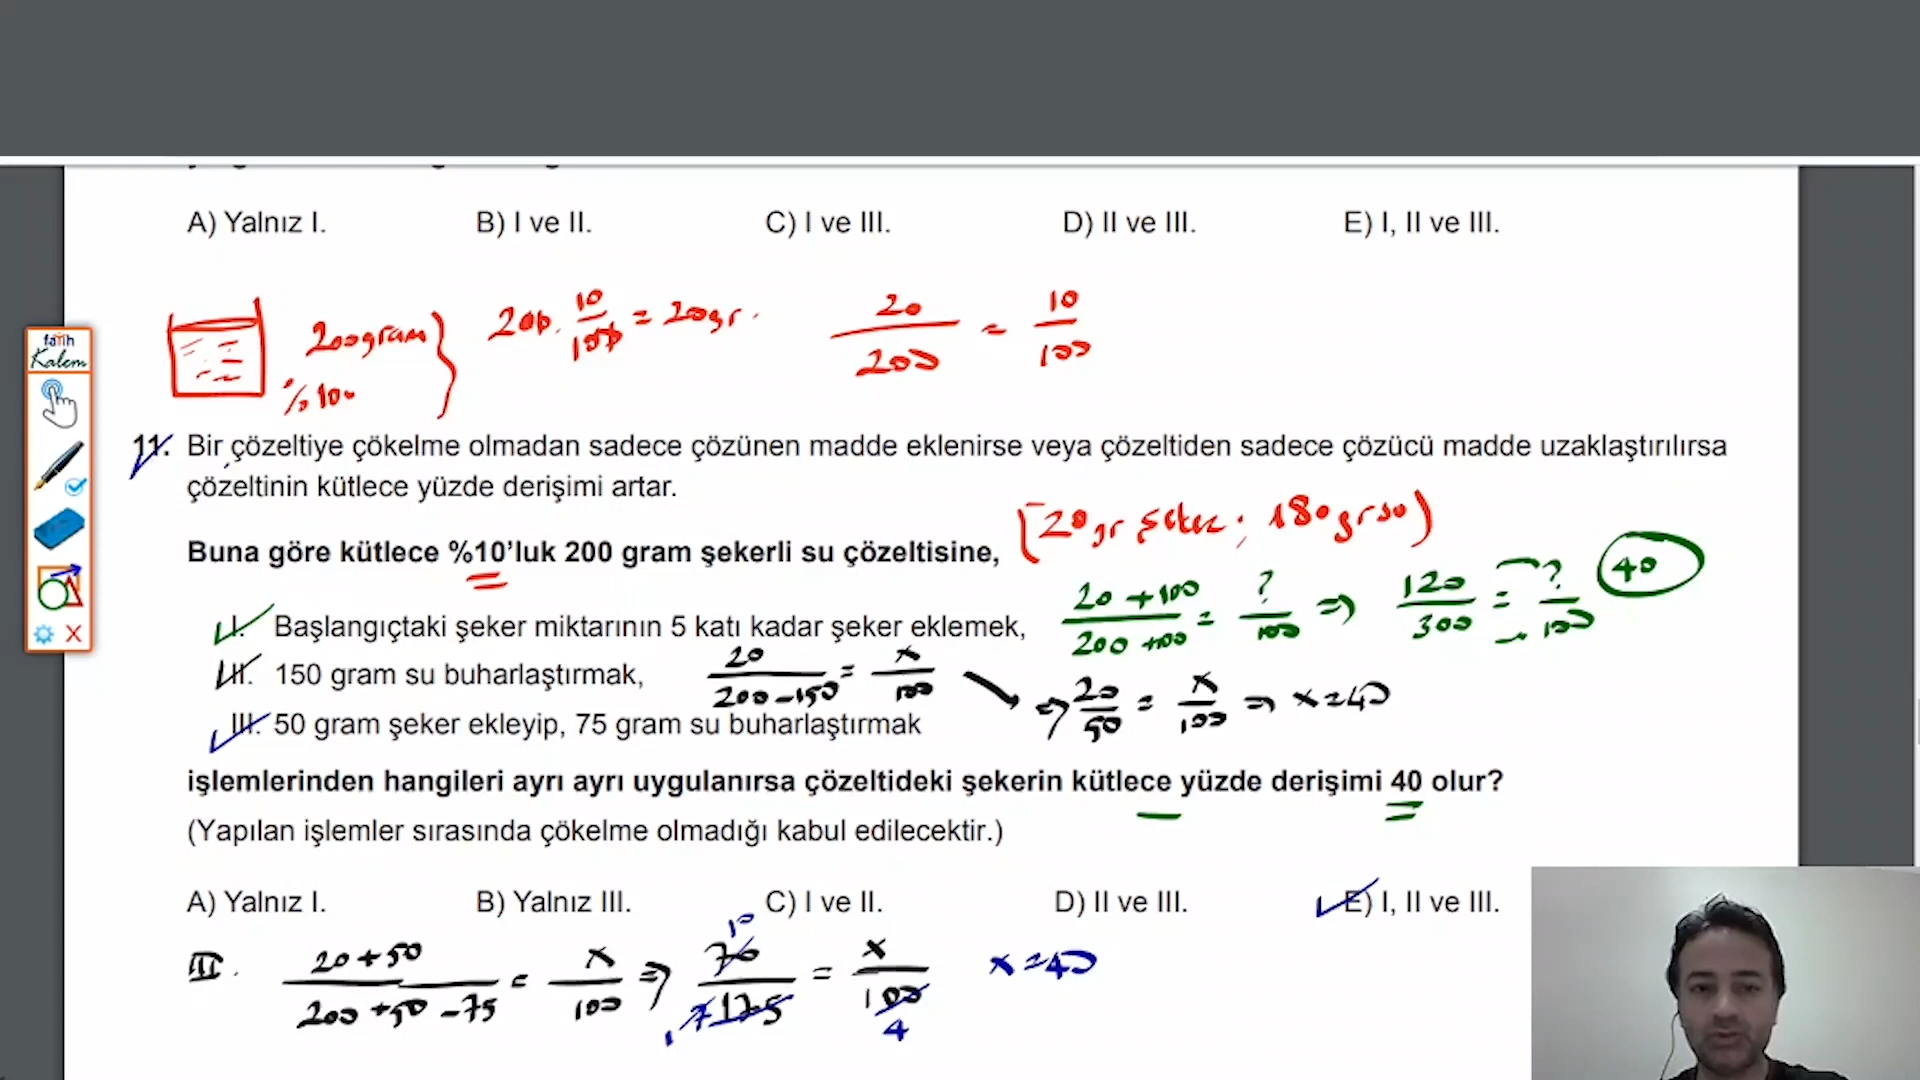 A) Yalnız I. B) I ve II. C) I ve III. D) II ve III. E) I, II ve III.
200gram
%10
200 . 10/100 = 20gr.
20/200 = 10/100
fatih
Kalem
11. Bir çözeltiye çökelme olmadan sadece çözünen madde eklenirse veya çözeltiden sadece çözücü madde uzaklaştırılırsa
çözeltinin kütlece yüzde derişimi artar.
[20gr şeker; 180gr su)
Buna göre kütlece %10’luk 200 gram şekerli su çözeltisine,
I. Başlangıçtaki şeker miktarının 5 katı kadar şeker eklemek,
20 + 100 / 200 + 100 = ?/100 ⇒ 120/300 = ?/100 40
II. 150 gram su buharlaştırmak,
20 / 200 - 150 = x/100 ⇒ 20/50 = x/100 ⇒ x=40
III. 50 gram şeker ekleyip, 75 gram su buharlaştırmak
işlemlerinden hangileri ayrı ayrı uygulanırsa çözeltideki şekerin kütlece yüzde derişimi 40 olur?
(Yapılan işlemler sırasında çökelme olmadığı kabul edilecektir.)
A) Yalnız I. B) Yalnız III. C) I ve II. D) II ve III. E) I, II ve III.
III. 20 + 50 / 200 + 50 - 75 = x/100 ⇒ 70/175 = x/100 x=40
10
7
4